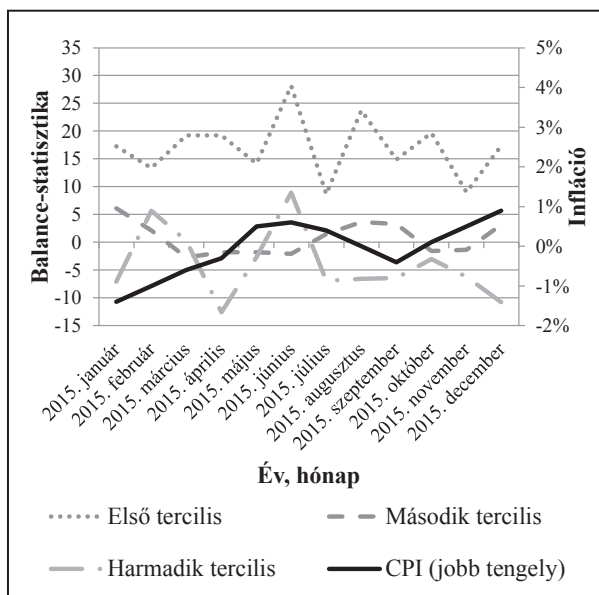 35
30
25
20
15
10
5
0
-5
-10
-15
Balance-statisztika
5%
4%
3%
2%
1%
0%
-1%
-2%
Infláció
2015. január
2015. február
2015. március
2015. április
2015. május
2015. június
2015. július
2015. augusztus
2015. szeptember
2015. október
2015. november
2015. december
Év, hónap
Első tercilis
Második tercilis
Harmadik tercilis
CPI (jobb tengely)